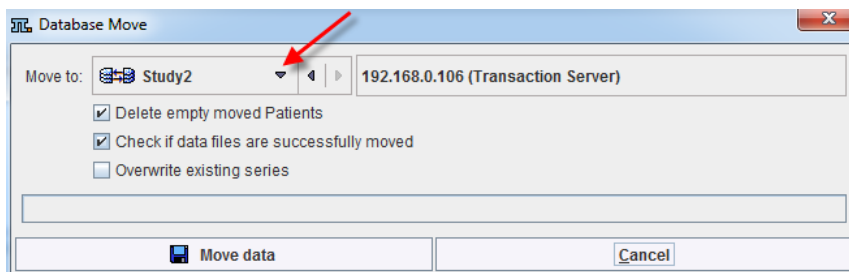 Database Move
Move to: Study2 192.168.0.106 (Transaction Server)
Delete empty moved Patients
Check if data files are successfully moved
Overwrite existing series
Move data Cancel